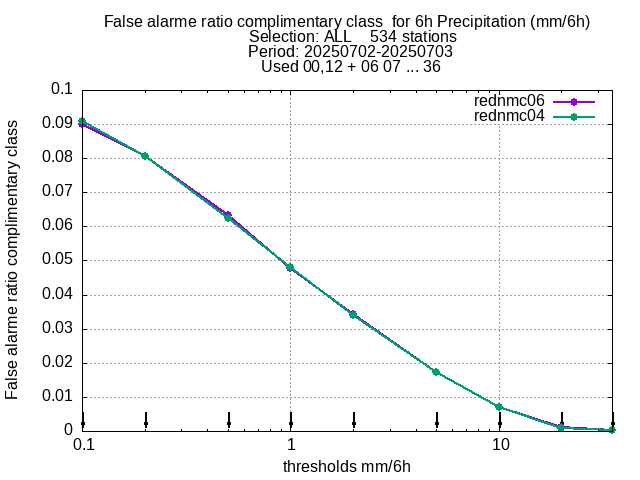 False alarme ratio complimentary class  for 6h Precipitation (mm/6h)
Selection: ALL    534 stations
Period: 20250702-20250703
Used 00,12 + 06 07 ... 36
rednmc06
rednmc04
0.1
0.09
0.08
0.07
0.06
0.05
0.04
0.03
0.02
0.01
0
False alarme ratio complimentary class
0.1
1
10
thresholds mm/6h